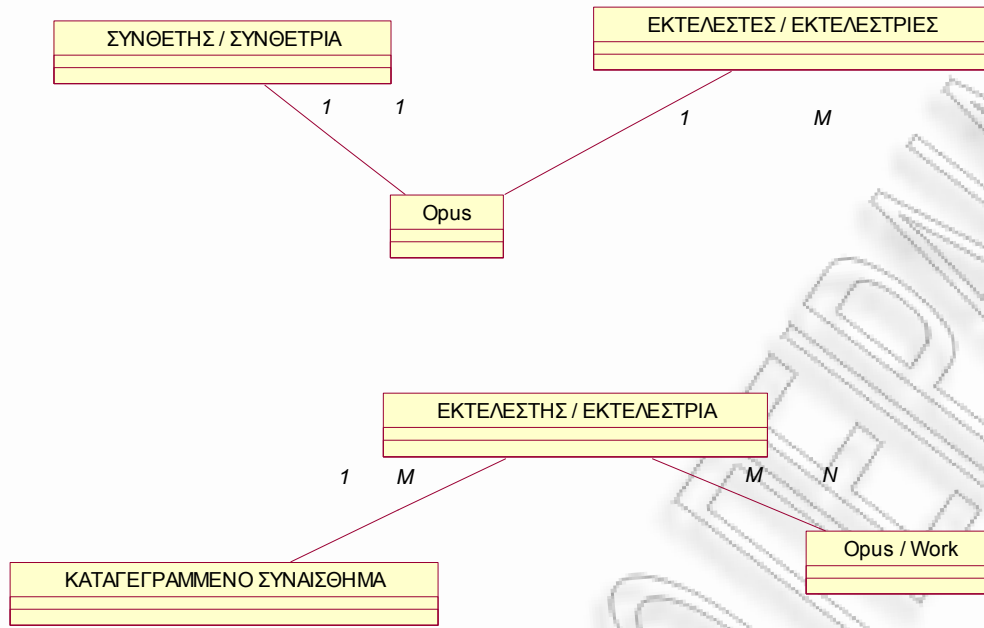 ΣΥΝΘΕΤΗΣ / ΣΥΝΘΕΤΡΙΑ
ΕΚΤΕΛΕΣΤΕΣ / ΕΚΤΕΛΕΣΤΡΙΕΣ
1 1
1 M
Opus
ΕΚΤΕΛΕΣΤΗΣ / ΕΚΤΕΛΕΣΤΡΙΑ
1 M
M N
Opus / Work
ΚΑΤΑΓΕΓΡΑΜΜΕΝΟ ΣΥΝΑΙΣΘΗΜΑ